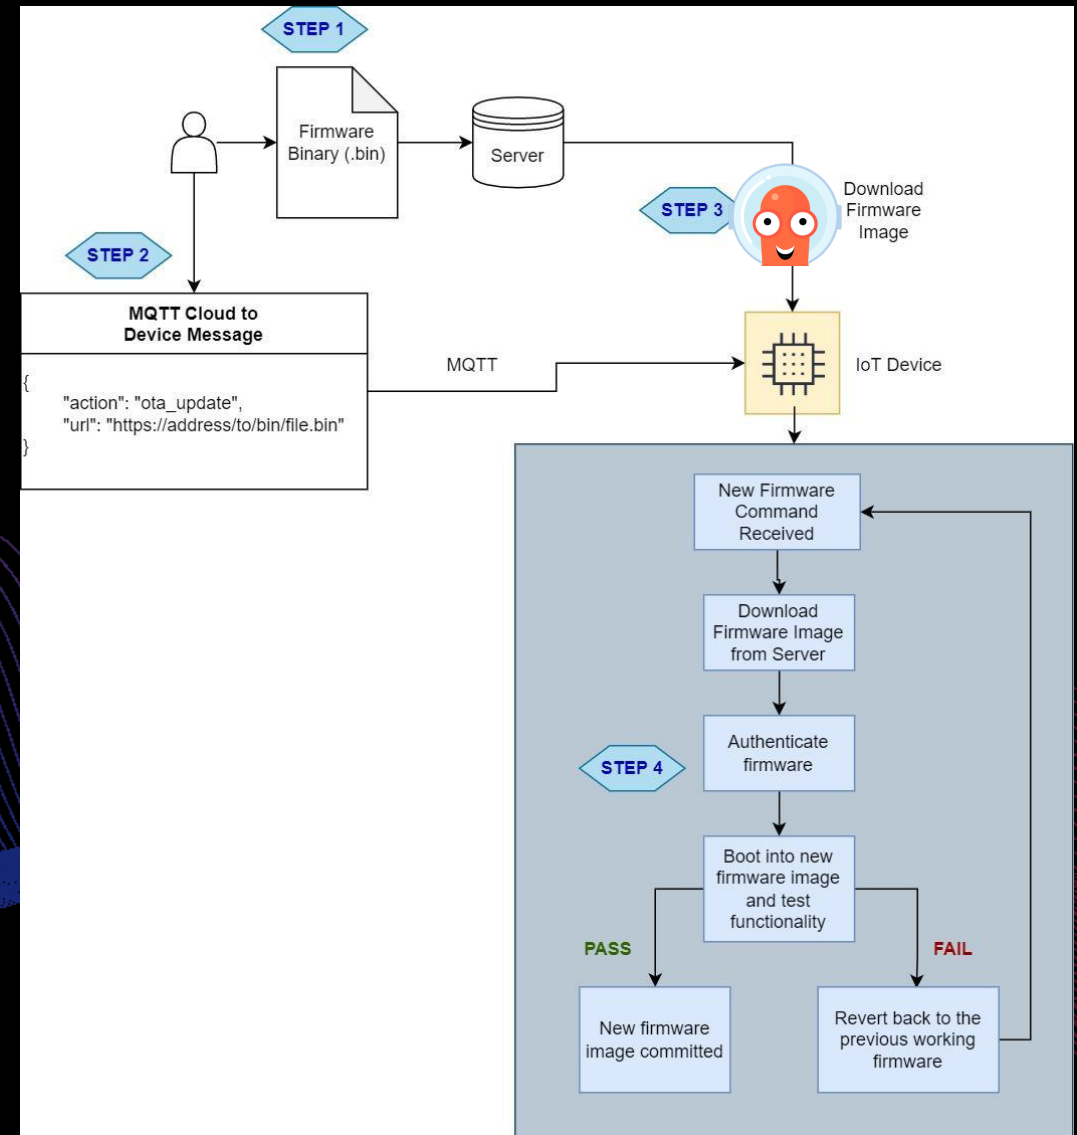 STEP 1
Firmware
Binary (.bin)
Server
STEP 3
Download
Firmware
Image
STEP 2
MQTT Cloud to
Device Message
{
"action": "ota_update",
"url": "https://address/to/bin/file.bin"
}
MQTT
IoT Device
New Firmware
Command
Received
Download
Firmware Image
from Server
Authenticate
firmware
STEP 4
Boot into new
firmware image
and test
functionality
PASS
FAIL
New firmware
image committed
Revert back to the
previous working
firmware